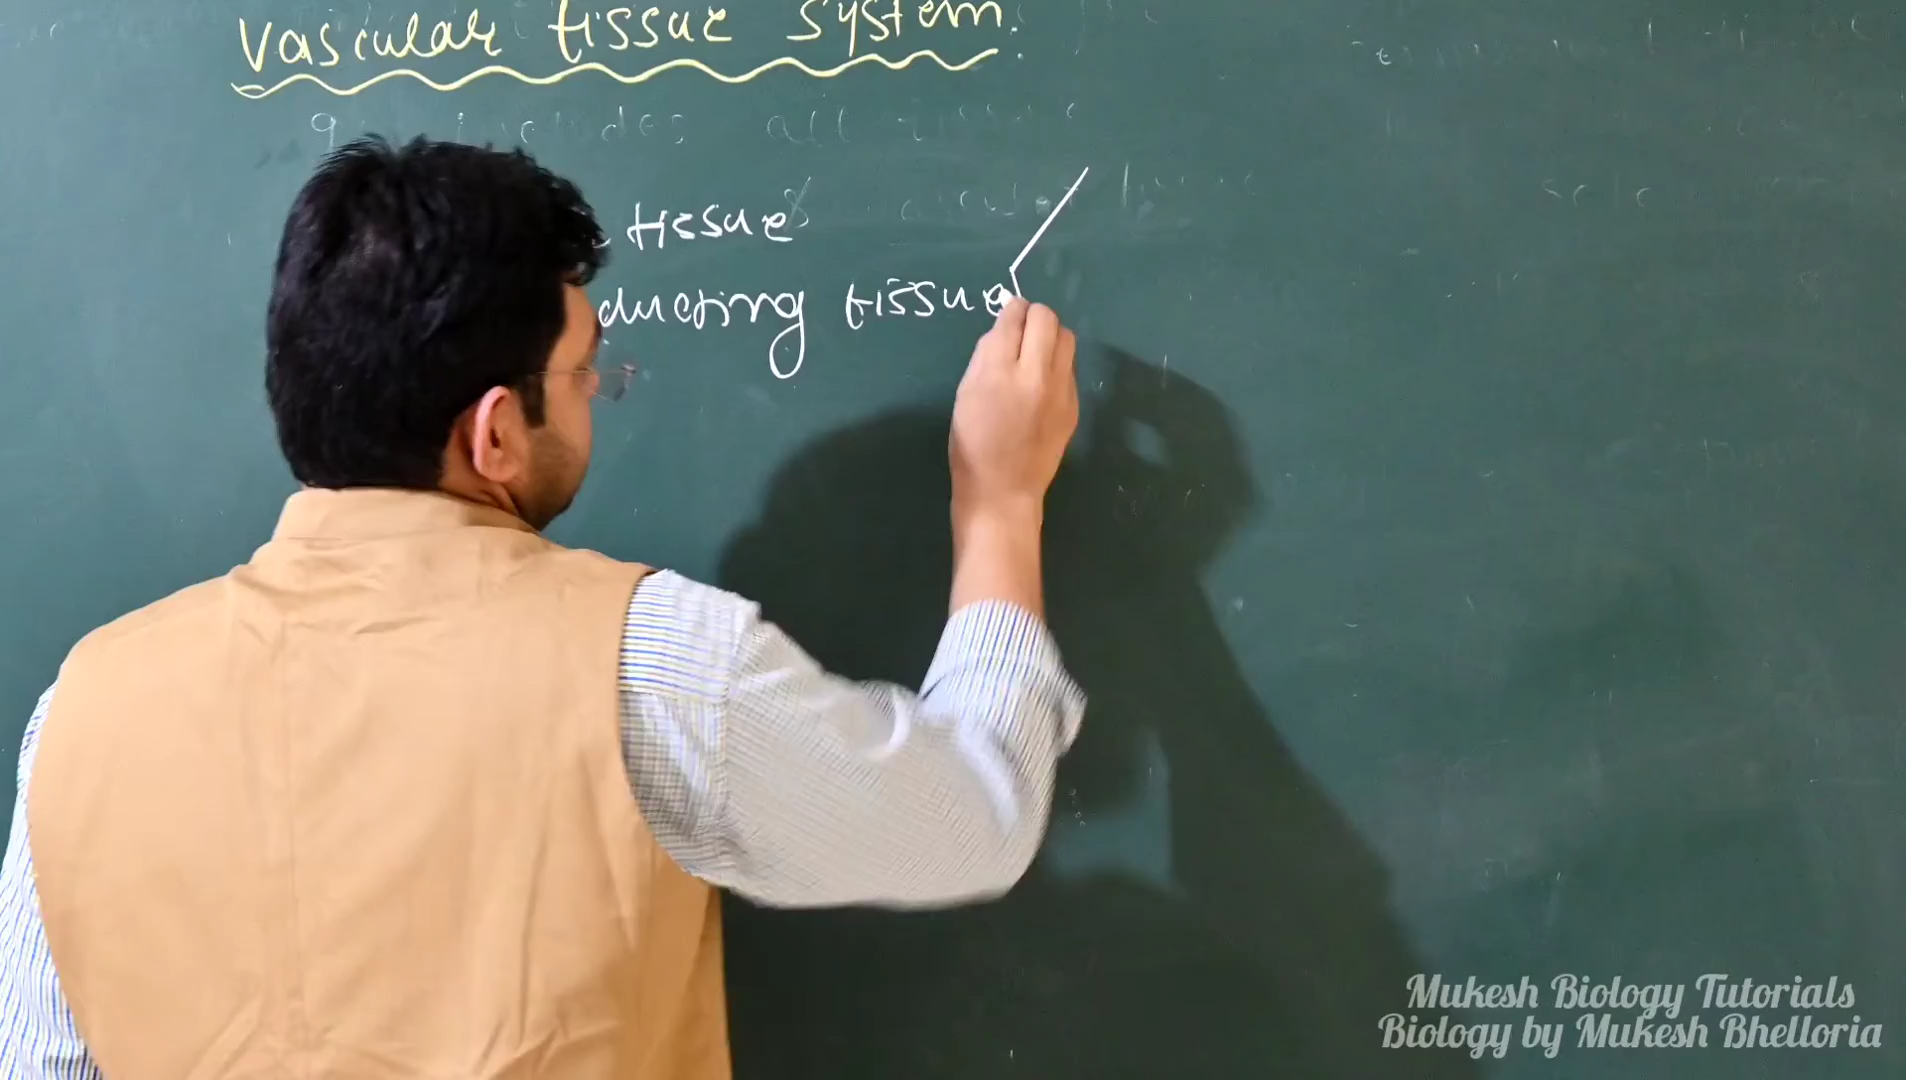 Vascular tissue system.
tissue
ducting tissue
Mukesh Biology Tutorials
Biology by Mukesh Bhelloria